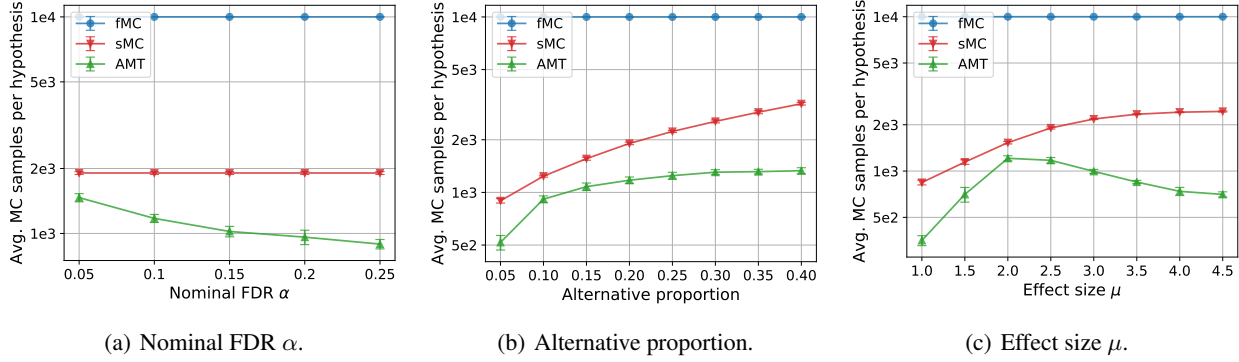 Avg. MC samples per hypothesis
1e4
5e3
2e3
1e3
fMC
sMC
AMT
0.05 0.1 0.15 0.2 0.25
Nominal FDR α
(a) Nominal FDR α.
Avg. MC samples per hypothesis
1e4
5e3
2e3
1e3
5e2
fMC
sMC
AMT
0.05 0.10 0.15 0.20 0.25 0.30 0.35 0.40
Alternative proportion
(b) Alternative proportion.
Avg. MC samples per hypothesis
1e4
5e3
2e3
1e3
5e2
fMC
sMC
AMT
1.0 1.5 2.0 2.5 3.0 3.5 4.0 4.5
Effect size μ
(c) Effect size μ.